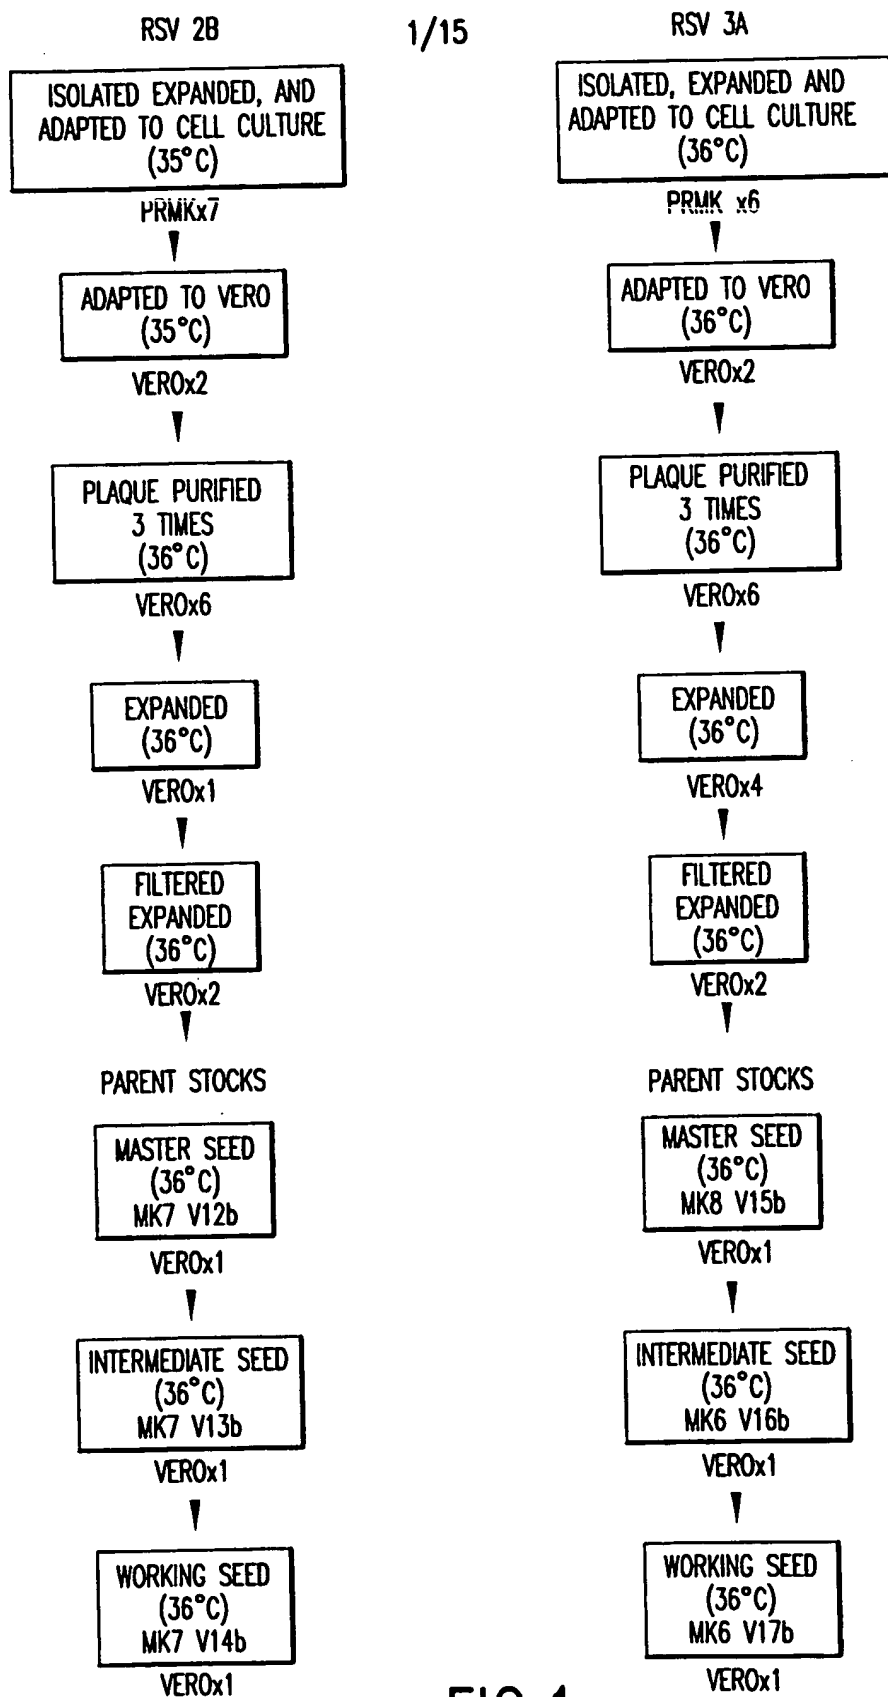 1/15
RSV 2B
ISOLATED EXPANDED, AND
ADAPTED TO CELL CULTURE
(35°C)
PRMKx7
ADAPTED TO VERO
(35°C)
VEROx2
PLAQUE PURIFIED
3 TIMES
(36°C)
VEROx6
EXPANDED
(36°C)
VEROx1
FILTERED
EXPANDED
(36°C)
VEROx2
PARENT STOCKS
MASTER SEED
(36°C)
MK7 V12b
VEROx1
INTERMEDIATE SEED
(36°C)
MK7 V13b
VEROx1
WORKING SEED
(36°C)
MK7 V14b
VEROx1
RSV 3A
ISOLATED, EXPANDED AND
ADAPTED TO CELL CULTURE
(36°C)
PRMK x6
ADAPTED TO VERO
(36°C)
VEROx2
PLAQUE PURIFIED
3 TIMES
(36°C)
VEROx6
EXPANDED
(36°C)
VEROx4
FILTERED
EXPANDED
(36°C)
VEROx2
PARENT STOCKS
MASTER SEED
(36°C)
MK8 V15b
VEROx1
INTERMEDIATE SEED
(36°C)
MK6 V16b
VEROx1
WORKING SEED
(36°C)
MK6 V17b
VEROx1